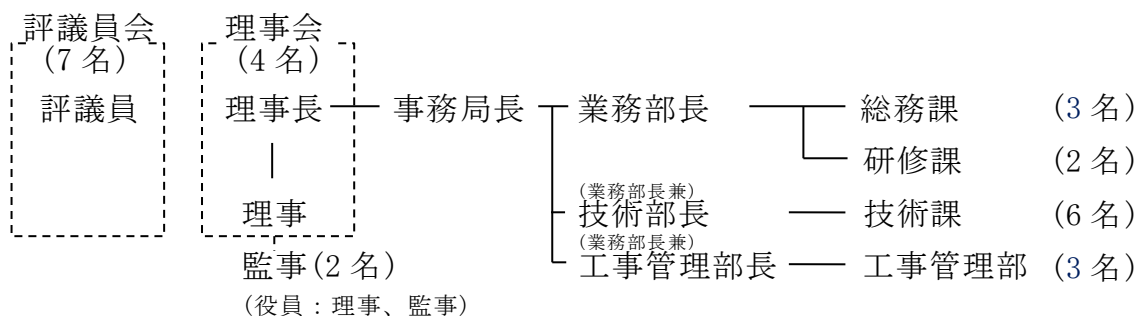 評議員会 理事会
(7 名) (4 名)
評議員 理事長 事務局長 業務部長 総務課 (3 名)
研修課 (2 名)
(業務部長兼)
理事 技術部長 技術課 (6 名)
(業務部長兼)
監事(2 名) 工事管理部長 工事管理部 (3 名)
(役員：理事、監事)